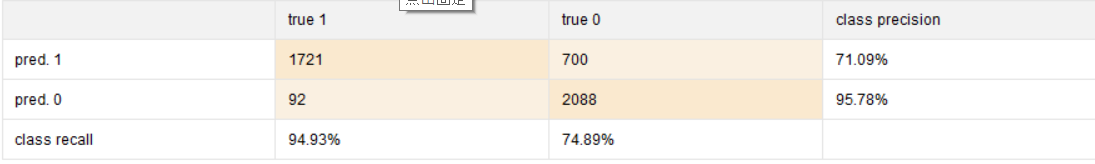 true 1 true 0 class precision
pred. 1 1721 700 71.09%
pred. 0 92 2088 95.78%
class recall 94.93% 74.89%